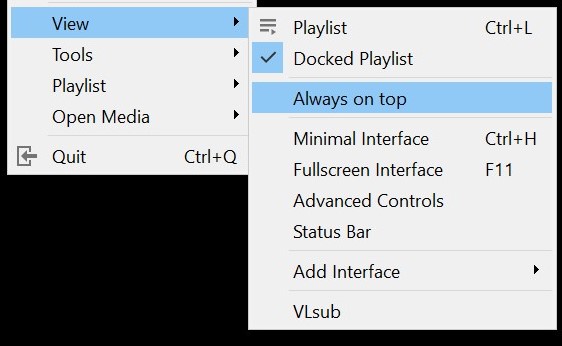 View
Tools
Playlist
Open Media
Quit Ctrl+Q
Playlist Ctrl+L
Docked Playlist
Always on top
Minimal Interface Ctrl+H
Fullscreen Interface F11
Advanced Controls
Status Bar
Add Interface
VLsub